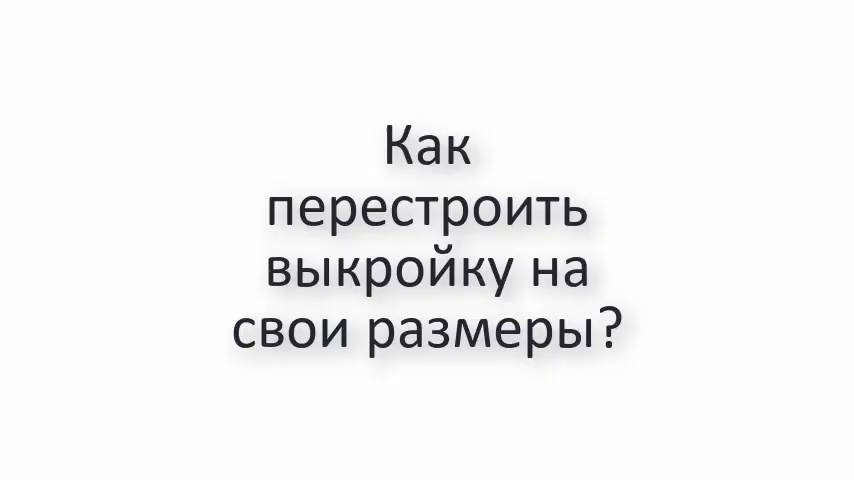 Как
перестроить
выкройку на
свои размеры?